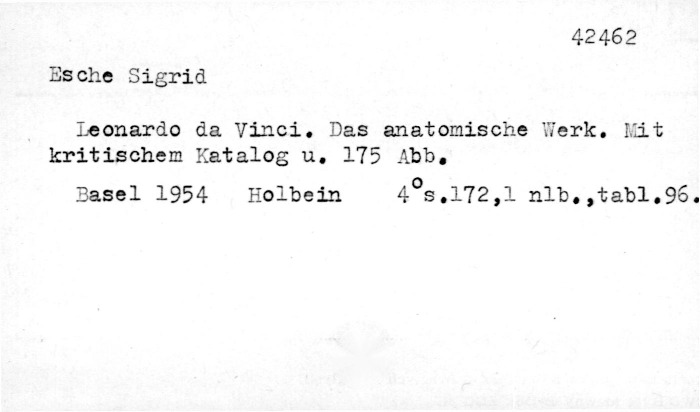 42462
Esche Sigrid
Leonardo da Vinci. Das anatomische Werk. Mit
kritischem Katalog u. 175 Abb.
Basel 1954 Holbein 4°s.172,1 nlb.,tabl.96.